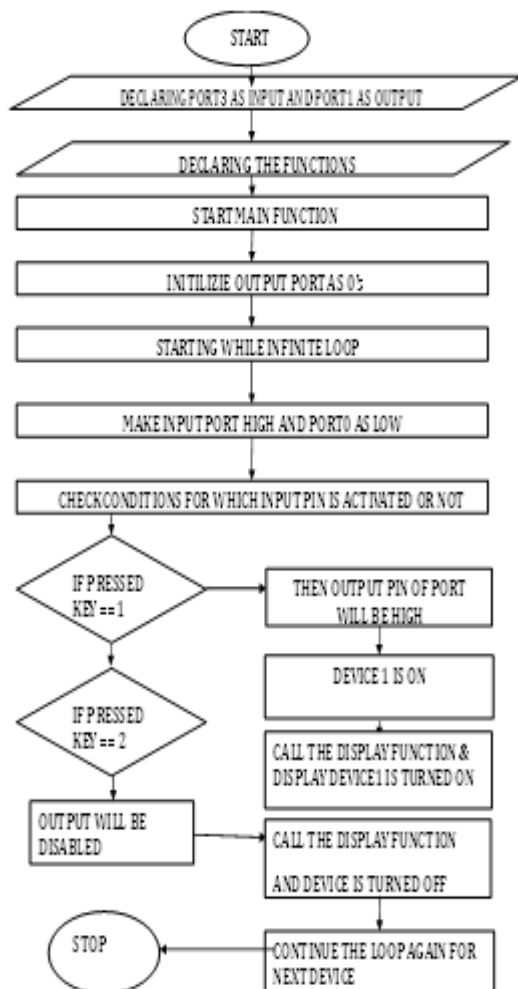 START
DECLARING PORT3 AS INPUT AND PORT1 AS OUTPUT
DECLARING THE FUNCTIONS
START MAIN FUNCTION
INITILIZIE OUTPUT PORT AS 0's
STARTING WHILE INFINITE LOOP
MAKE INPUT PORT HIGH AND PORT0 AS LOW
CHECK CONDITIONS FOR WHICH INPUT PIN IS ACTIVATED OR NOT
IF PRESSED
KEY == 1
THEN OUTPUT PIN OF PORT
WILL BE HIGH
DEVICE 1 IS ON
IF PRESSED
KEY == 2
CALL THE DISPLAY FUNCTION &
DISPLAY DEVICE1 IS TURNED ON
OUTPUT WILL BE
DISABLED
CALL THE DISPLAY FUNCTION
AND DEVICE IS TURNED OFF
STOP
CONTINUE THE LOOP AGAIN FOR
NEXT DEVICE